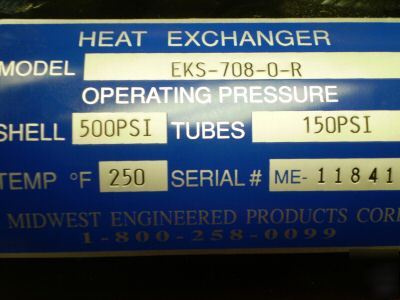 HEAT EXCHANGER
MODEL EKS-708-O-R
OPERATING PRESSURE
SHELL 500PSI TUBES 150PSI
TEMP °F 250 SERIAL # ME- 11841
MIDWEST ENGINEERED PRODUCTS COR
1-800-258-0099